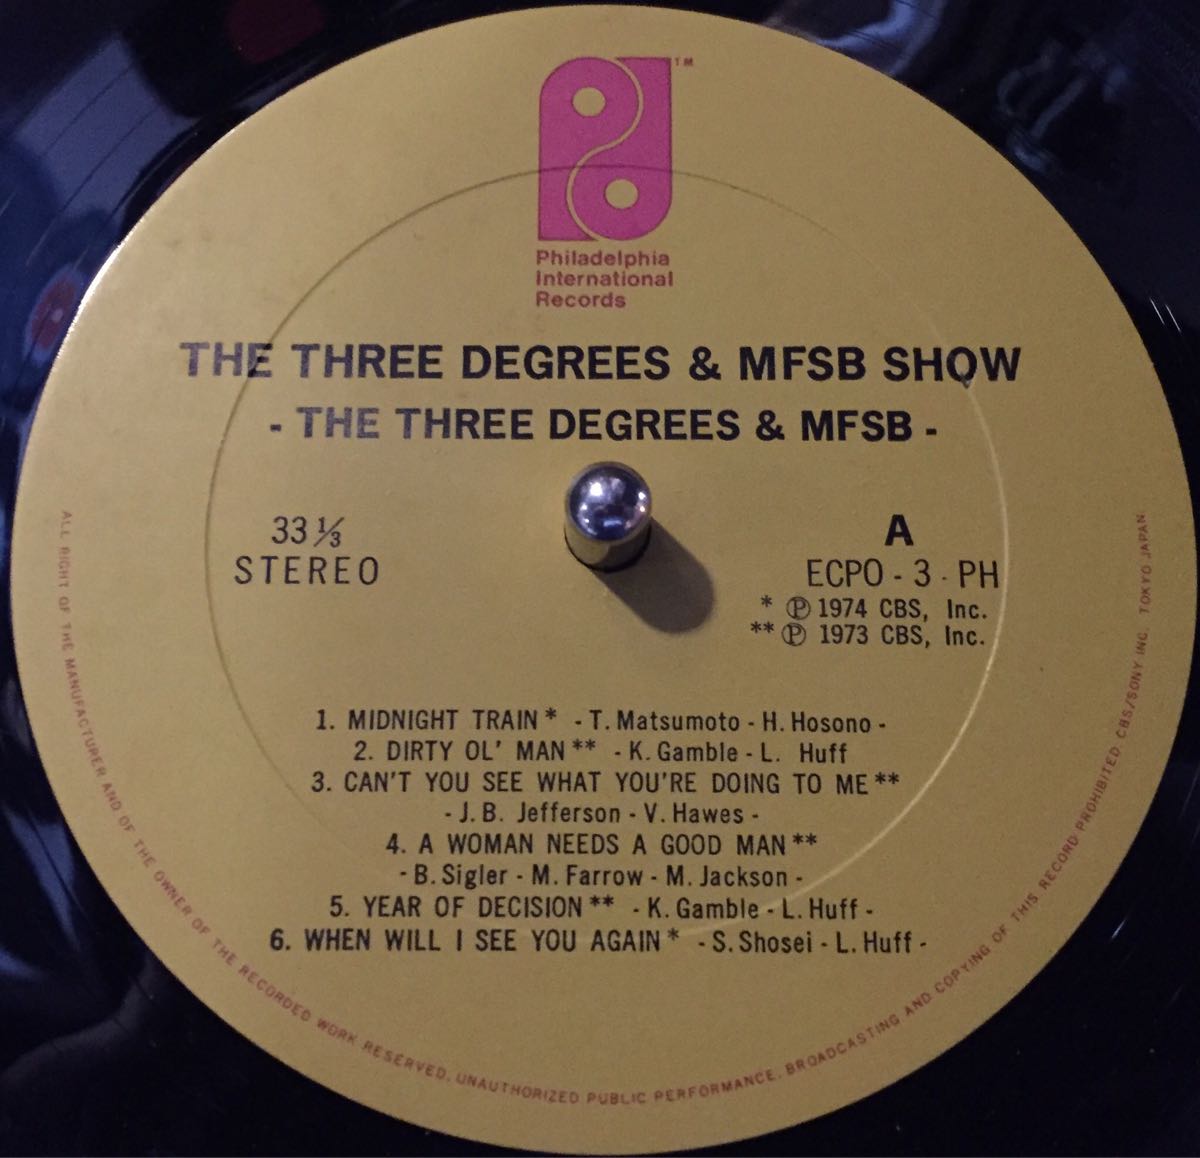 TM
Philadelphia
International
Records
THE THREE DEGREES & MFSB SHOW
- THE THREE DEGREES & MFSB -
33 ⅓
STEREO
A
ECPO - 3 - PH
* Ⓟ 1974 CBS, Inc.
** Ⓟ 1973 CBS, Inc.
1. MIDNIGHT TRAIN * - T. Matsumoto - H. Hosono -
2. DIRTY OL' MAN ** - K. Gamble - L. Huff
3. CAN'T YOU SEE WHAT YOU'RE DOING TO ME **
- J. B. Jefferson - V. Hawes -
4. A WOMAN NEEDS A GOOD MAN **
- B. Sigler - M. Farrow - M. Jackson -
5. YEAR OF DECISION ** - K. Gamble - L. Huff -
6. WHEN WILL I SEE YOU AGAIN * - S. Shosei - L. Huff -
ALL RIGHT OF THE MANUFACTURER AND OF THE OWNER OF THE RECORDED WORK RESERVED. UNAUTHORIZED PUBLIC PERFORMANCE. BROADCASTING AND COPYING OF THIS RECORD PROHIBITED CBS/SONY INC. TOKYO JAPAN